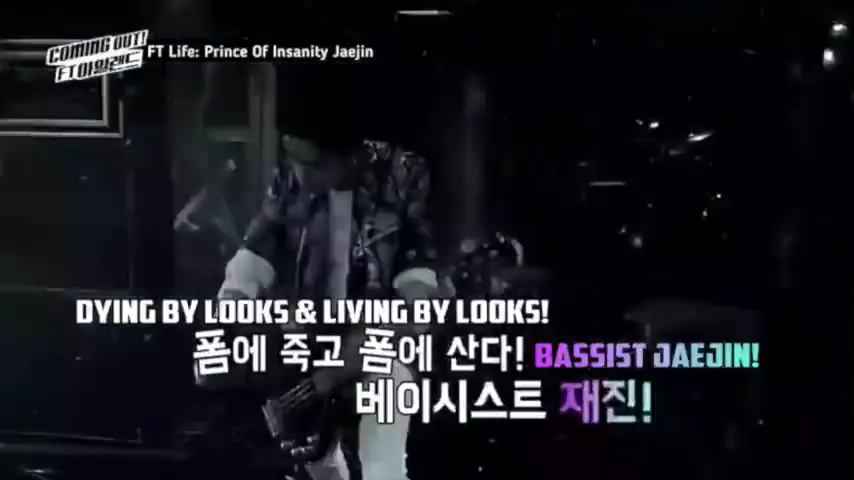 COMING OUT!
FT아일랜드
FT Life: Prince Of Insanity Jaejin
DYING BY LOOKS & LIVING BY LOOKS!
폼에 죽고 폼에 산다! BASSIST JAEJIN!
베이시스트 재진!